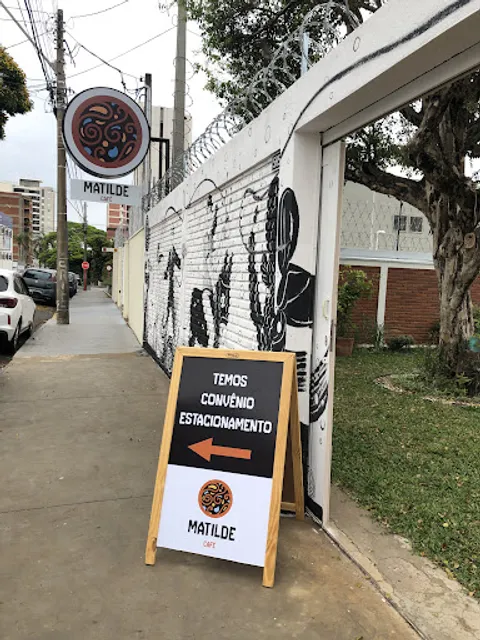 MATILDE
CAFÉ
TEMOS
CONVÊNIO
ESTACIONAMENTO
MATILDE
CAFÉ